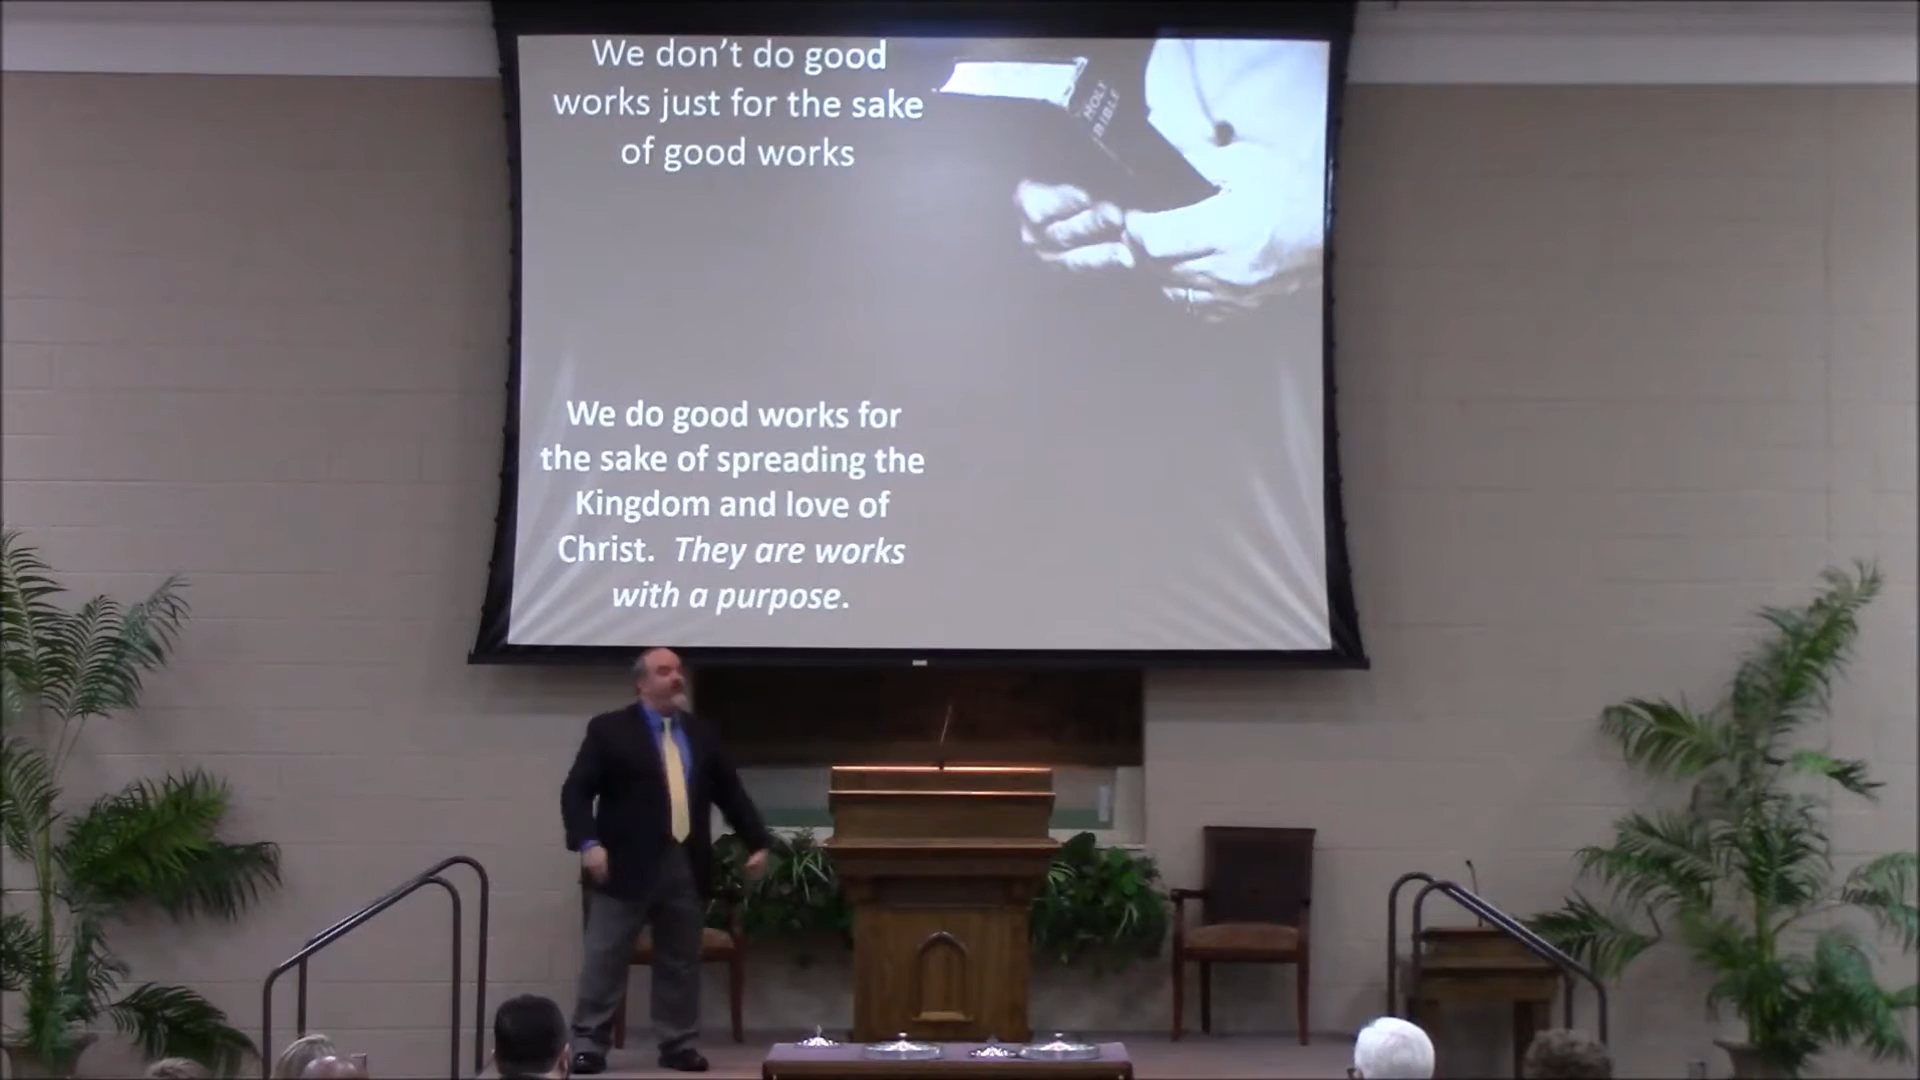 We don't do good
works just for the sake
of good works
HOLY
BIBLE
We do good works for
the sake of spreading the
Kingdom and love of
Christ. They are works
with a purpose.